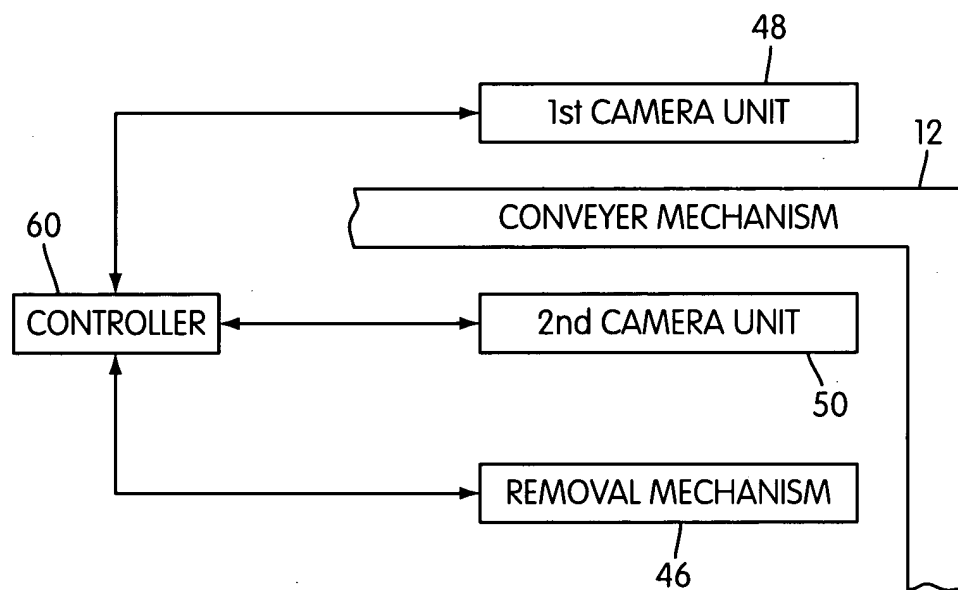 48
1st CAMERA UNIT
12
CONVEYER MECHANISM
60
CONTROLLER
2nd CAMERA UNIT
50
REMOVAL MECHANISM
46